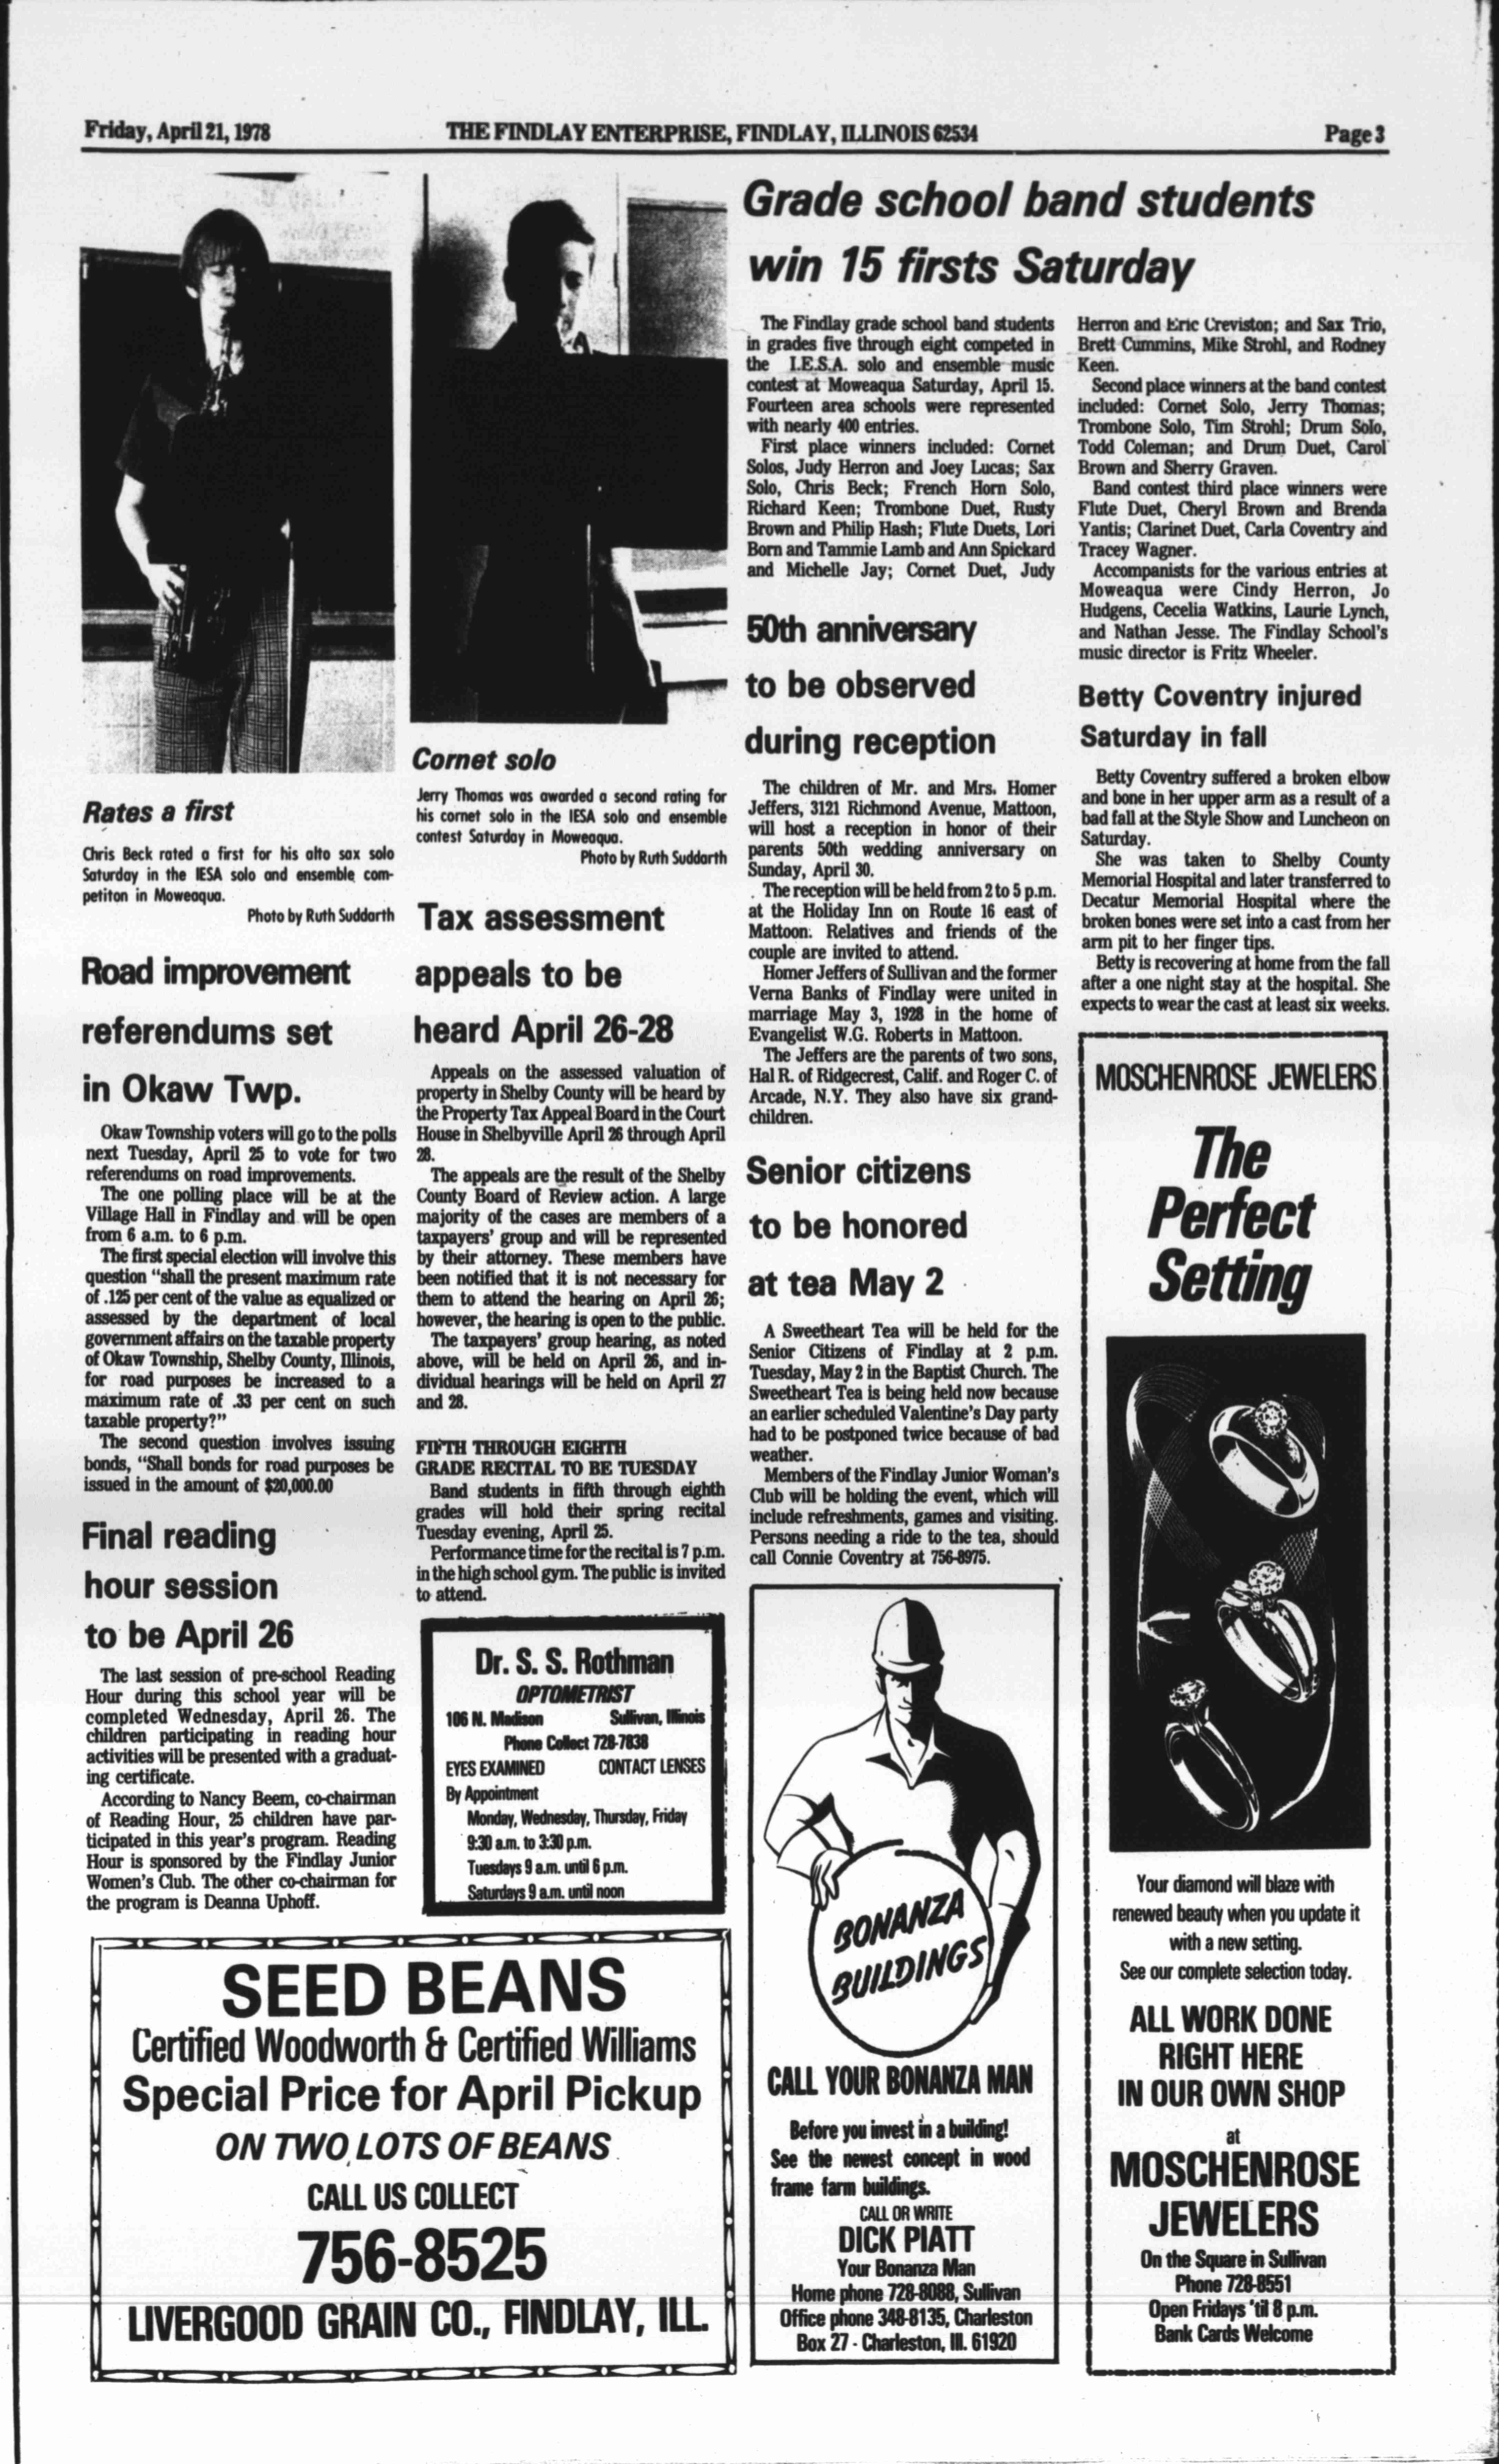 Friday, April 21, 1978
THE FINDLAY ENTERPRISE, FINDLAY, ILLINOIS 62534
Page 3
Rates a first
Chris Beck rated a first for his alto sax solo
Saturday in the IESA solo and ensemble com-
petiton in Moweaqua.
Photo by Ruth Suddarth
Road improvement
referendums set
in Okaw Twp.
Okaw Township voters will go to the polls
next Tuesday, April 25 to vote for two
referendums on road improvements.
The one polling place will be at the
Village Hall in Findlay and will be open
from 6 a.m. to 6 p.m.
The first special election will involve this
question "shall the present maximum rate
of .125 per cent of the value as equalized or
assessed by the department of local
government affairs on the taxable property
of Okaw Township, Shelby County, Illinois,
for road purposes be increased to a
maximum rate of .33 per cent on such
taxable property?"
The second question involves issuing
bonds, "Shall bonds for road purposes be
issued in the amount of $20,000.00
Final reading
hour session
to be April 26
The last session of pre-school Reading
Hour during this school year will be
completed Wednesday, April 26. The
children participating in reading hour
activities will be presented with a graduat-
ing certificate.
According to Nancy Beem, co-chairman
of Reading Hour, 25 children have par-
ticipated in this year's program. Reading
Hour is sponsored by the Findlay Junior
Women's Club. The other co-chairman for
the program is Deanna Uphoff.
Cornet solo
Jerry Thomas was awarded a second rating for
his cornet solo in the IESA solo and ensemble
contest Saturday in Moweaqua.
Photo by Ruth Suddarth
Tax assessment
appeals to be
heard April 26-28
Appeals on the assessed valuation of
property in Shelby County will be heard by
the Property Tax Appeal Board in the Court
House in Shelbyville April 26 through April
28.
The appeals are the result of the Shelby
County Board of Review action. A large
majority of the cases are members of a
taxpayers' group and will be represented
by their attorney. These members have
been notified that it is not necessary for
them to attend the hearing on April 26;
however, the hearing is open to the public.
The taxpayers' group hearing, as noted
above, will be held on April 26, and in-
dividual hearings will be held on April 27
and 28.
FIFTH THROUGH EIGHTH
GRADE RECITAL TO BE TUESDAY
Band students in fifth through eighth
grades will hold their spring recital
Tuesday evening, April 25.
Performance time for the recital is 7 p.m.
in the high school gym. The public is invited
to attend.
Dr. S. S. Rothman
OPTOMETRIST
106 N. Madison Sullivan, Illinois
Phone Collect 728-7838
EYES EXAMINED CONTACT LENSES
By Appointment
Monday, Wednesday, Thursday, Friday
9:30 a.m. to 3:30 p.m.
Tuesdays 9 a.m. until 6 p.m.
Saturdays 9 a.m. until noon
SEED BEANS
Certified Woodworth & Certified Williams
Special Price for April Pickup
ON TWO LOTS OF BEANS
CALL US COLLECT
756-8525
LIVERGOOD GRAIN CO., FINDLAY, ILL.
Grade school band students
win 15 firsts Saturday
The Findlay grade school band students
in grades five through eight competed in
the I.E.S.A. solo and ensemble music
contest at Moweaqua Saturday, April 15.
Fourteen area schools were represented
with nearly 400 entries.
First place winners included: Cornet
Solos, Judy Herron and Joey Lucas; Sax
Solo, Chris Beck; French Horn Solo,
Richard Keen; Trombone Duet, Rusty
Brown and Philip Hash; Flute Duets, Lori
Born and Tammie Lamb and Ann Spickard
and Michelle Jay; Cornet Duet, Judy
Herron and Eric Creviston; and Sax Trio,
Brett Cummins, Mike Strohl, and Rodney
Keen.
Second place winners at the band contest
included: Cornet Solo, Jerry Thomas;
Trombone Solo, Tim Strohl; Drum Solo,
Todd Coleman; and Drum Duet, Carol
Brown and Sherry Graven.
Band contest third place winners were
Flute Duet, Cheryl Brown and Brenda
Yantis; Clarinet Duet, Carla Coventry and
Tracey Wagner.
Accompanists for the various entries at
Moweaqua were Cindy Herron, Jo
Hudgens, Cecelia Watkins, Laurie Lynch,
and Nathan Jesse. The Findlay School's
music director is Fritz Wheeler.
50th anniversary
to be observed
during reception
The children of Mr. and Mrs. Homer
Jeffers, 3121 Richmond Avenue, Mattoon,
will host a reception in honor of their
parents 50th wedding anniversary on
Sunday, April 30.
The reception will be held from 2 to 5 p.m.
at the Holiday Inn on Route 16 east of
Mattoon. Relatives and friends of the
couple are invited to attend.
Homer Jeffers of Sullivan and the former
Verna Banks of Findlay were united in
marriage May 3, 1928 in the home of
Evangelist W.G. Roberts in Mattoon.
The Jeffers are the parents of two sons,
Hal R. of Ridgecrest, Calif. and Roger C. of
Arcade, N.Y. They also have six grand-
children.
Senior citizens
to be honored
at tea May 2
A Sweetheart Tea will be held for the
Senior Citizens of Findlay at 2 p.m.
Tuesday, May 2 in the Baptist Church. The
Sweetheart Tea is being held now because
an earlier scheduled Valentine's Day party
had to be postponed twice because of bad
weather.
Members of the Findlay Junior Woman's
Club will be holding the event, which will
include refreshments, games and visiting.
Persons needing a ride to the tea, should
call Connie Coventry at 756-8975.
BONANZA
BUILDINGS
CALL YOUR BONANZA MAN
Before you invest in a building!
See the newest concept in wood
frame farm buildings.
CALL OR WRITE
DICK PIATT
Your Bonanza Man
Home phone 728-8088, Sullivan
Office phone 348-8135, Charleston
Box 27 - Charleston, Ill. 61920
Betty Coventry injured
Saturday in fall
Betty Coventry suffered a broken elbow
and bone in her upper arm as a result of a
bad fall at the Style Show and Luncheon on
Saturday.
She was taken to Shelby County
Memorial Hospital and later transferred to
Decatur Memorial Hospital where the
broken bones were set into a cast from her
arm pit to her finger tips.
Betty is recovering at home from the fall
after a one night stay at the hospital. She
expects to wear the cast at least six weeks.
MOSCHENROSE JEWELERS
The
Perfect
Setting
Your diamond will blaze with
renewed beauty when you update it
with a new setting.
See our complete selection today.
ALL WORK DONE
RIGHT HERE
IN OUR OWN SHOP
at
MOSCHENROSE
JEWELERS
On the Square in Sullivan
Phone 728-8551
Open Fridays 'til 8 p.m.
Bank Cards Welcome